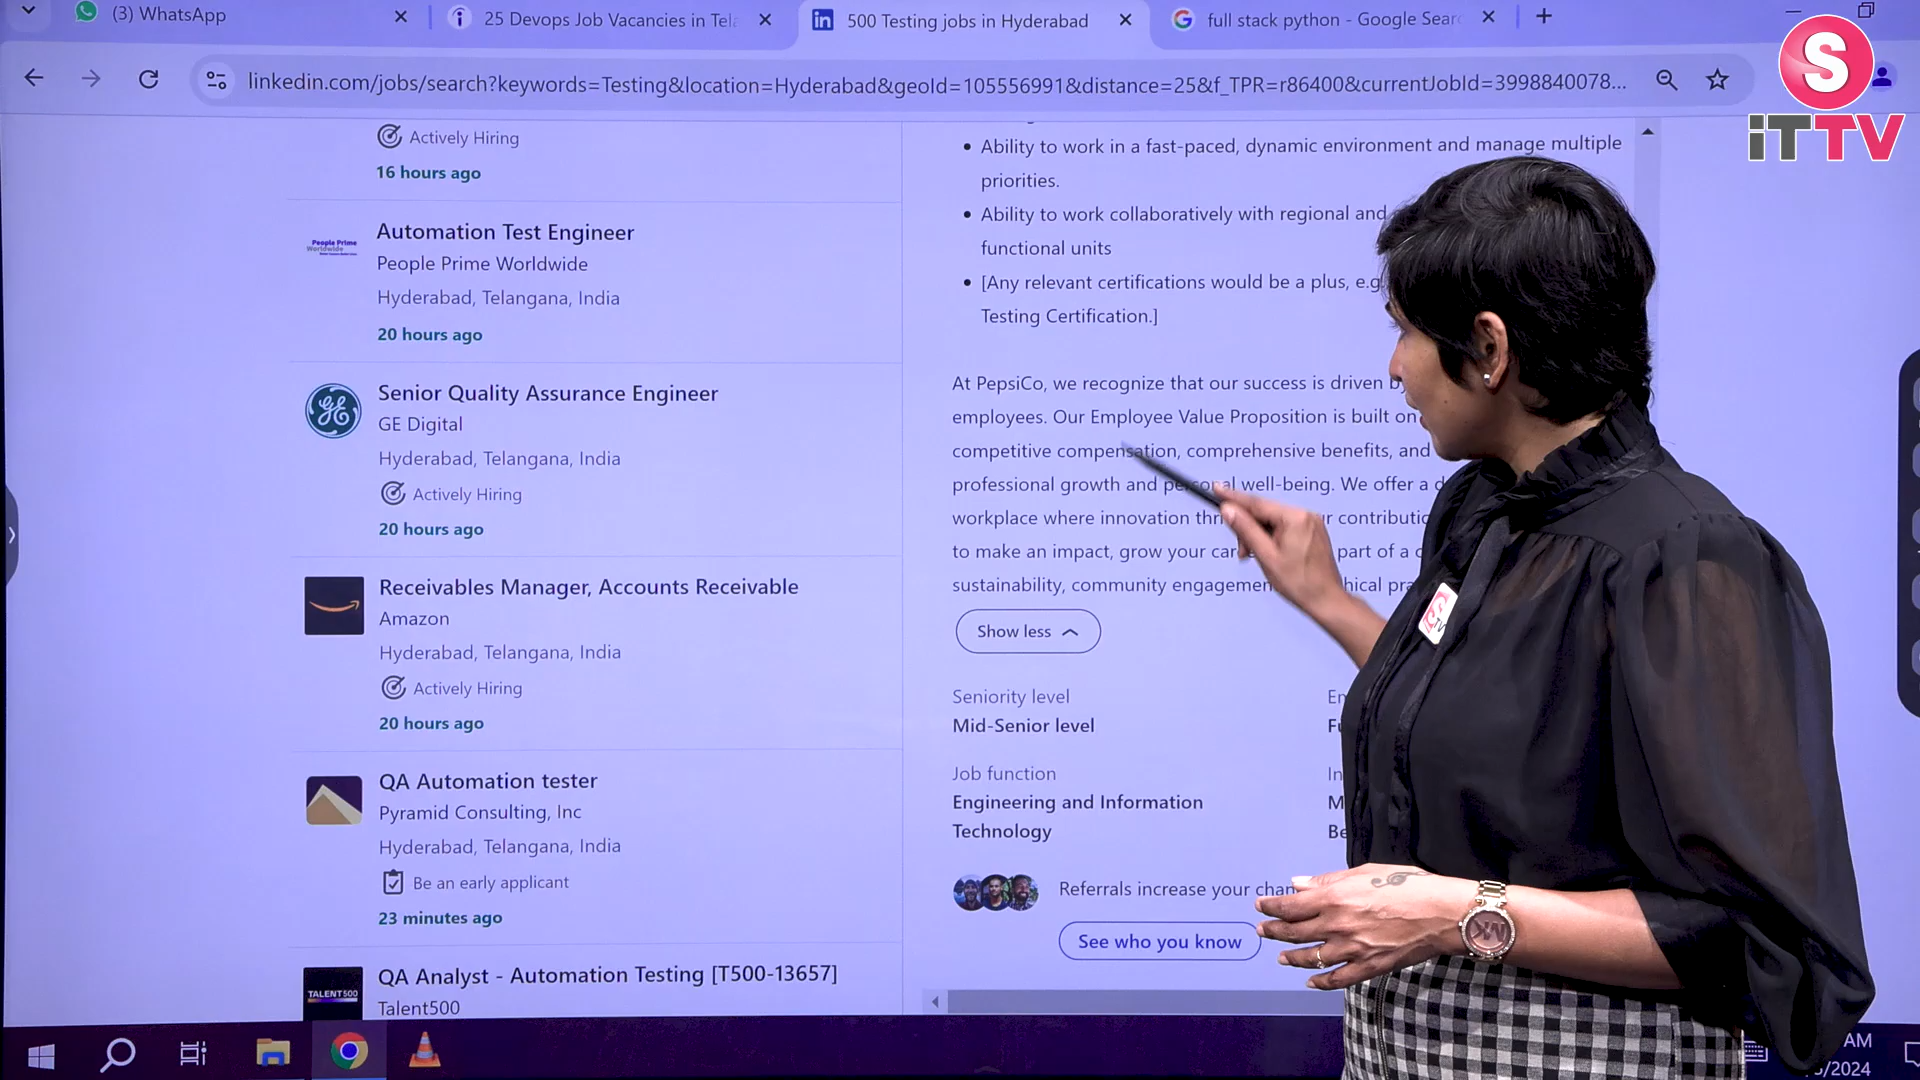 (3) WhatsApp
25 Devops Job Vacancies in Tela
500 Testing jobs in Hyderabad
full stack python - Google Sear
linkedin.com/jobs/search?keywords=Testing&location=Hyderabad&geoId=105556991&distance=25&f_TPR=r86400&currentJobId=3998840078...
S
iTTV
Actively Hiring
16 hours ago
People Prime
Worldwide
Automation Test Engineer
People Prime Worldwide
Hyderabad, Telangana, India
20 hours ago
Senior Quality Assurance Engineer
GE Digital
Hyderabad, Telangana, India
Actively Hiring
20 hours ago
Receivables Manager, Accounts Receivable
Amazon
Hyderabad, Telangana, India
Actively Hiring
20 hours ago
QA Automation tester
Pyramid Consulting, Inc
Hyderabad, Telangana, India
Be an early applicant
23 minutes ago
TALENT500
QA Analyst - Automation Testing [T500-13657]
Talent500
Ability to work in a fast-paced, dynamic environment and manage multiple
priorities.
Ability to work collaboratively with regional and
functional units
[Any relevant certifications would be a plus, e.g.
Testing Certification.]
At PepsiCo, we recognize that our success is driven b
employees. Our Employee Value Proposition is built on
competitive compensation, comprehensive benefits, and
professional growth and personal well-being. We offer a d
workplace where innovation thri r contributio
to make an impact, grow your car part of a c
sustainability, community engagemen hical pra
Show less
Seniority level
Mid-Senior level
Job function
Engineering and Information
Technology
Referrals increase your chan
See who you know
MK
AM
/2024